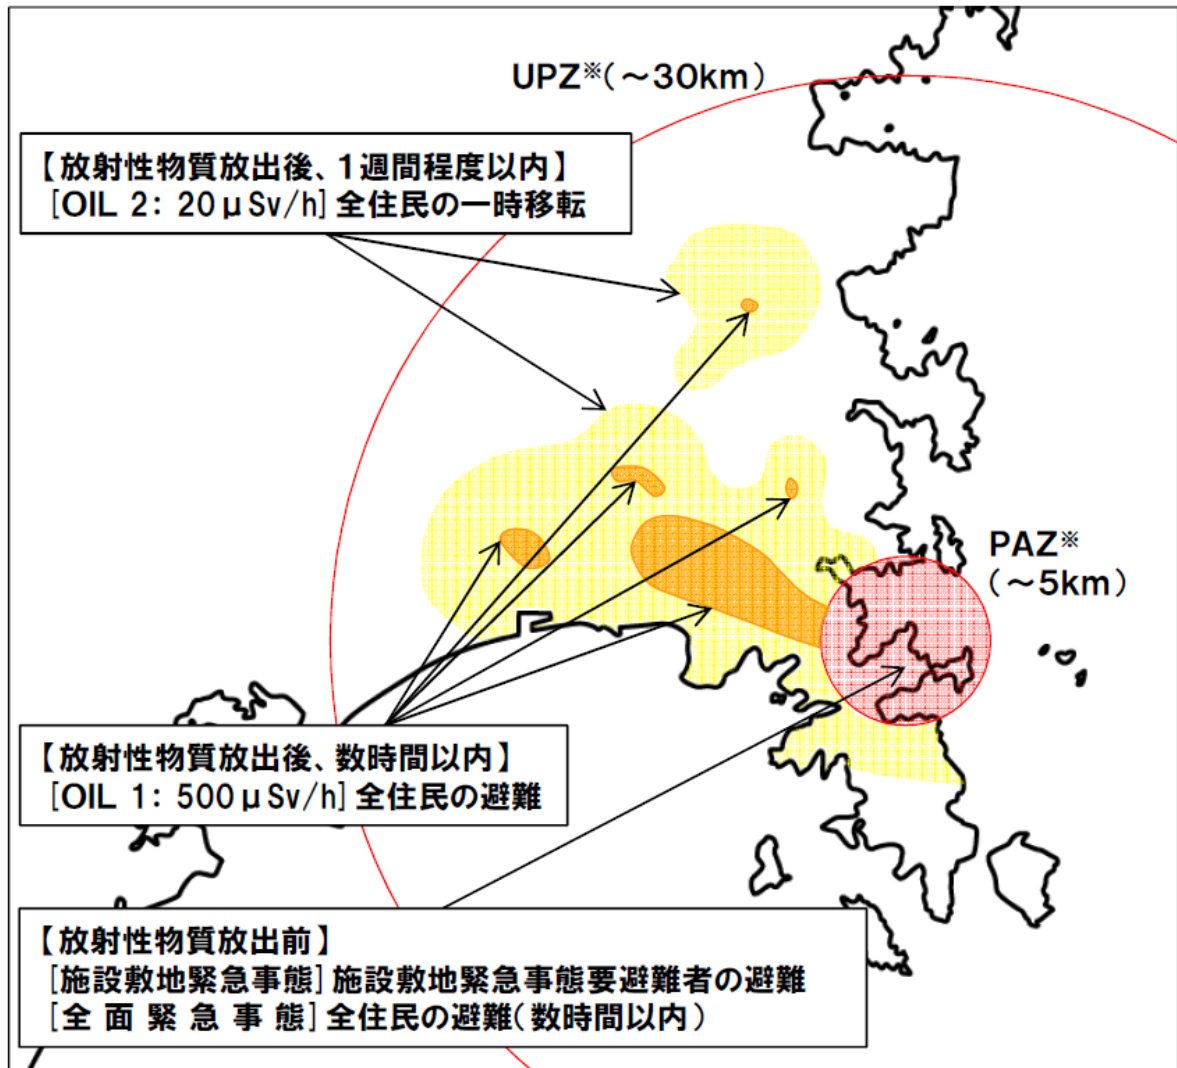 UPZ※(～30km)
【放射性物質放出後、1週間程度以内】
[OIL 2: 20μSv/h]全住民の一時移転
PAZ※
(～5km)
【放射性物質放出後、数時間以内】
[OIL 1: 500μSv/h]全住民の避難
【放射性物質放出前】
[施設敷地緊急事態]施設敷地緊急事態要避難者の避難
[全 面 緊 急 事 態]全住民の避難(数時間以内)